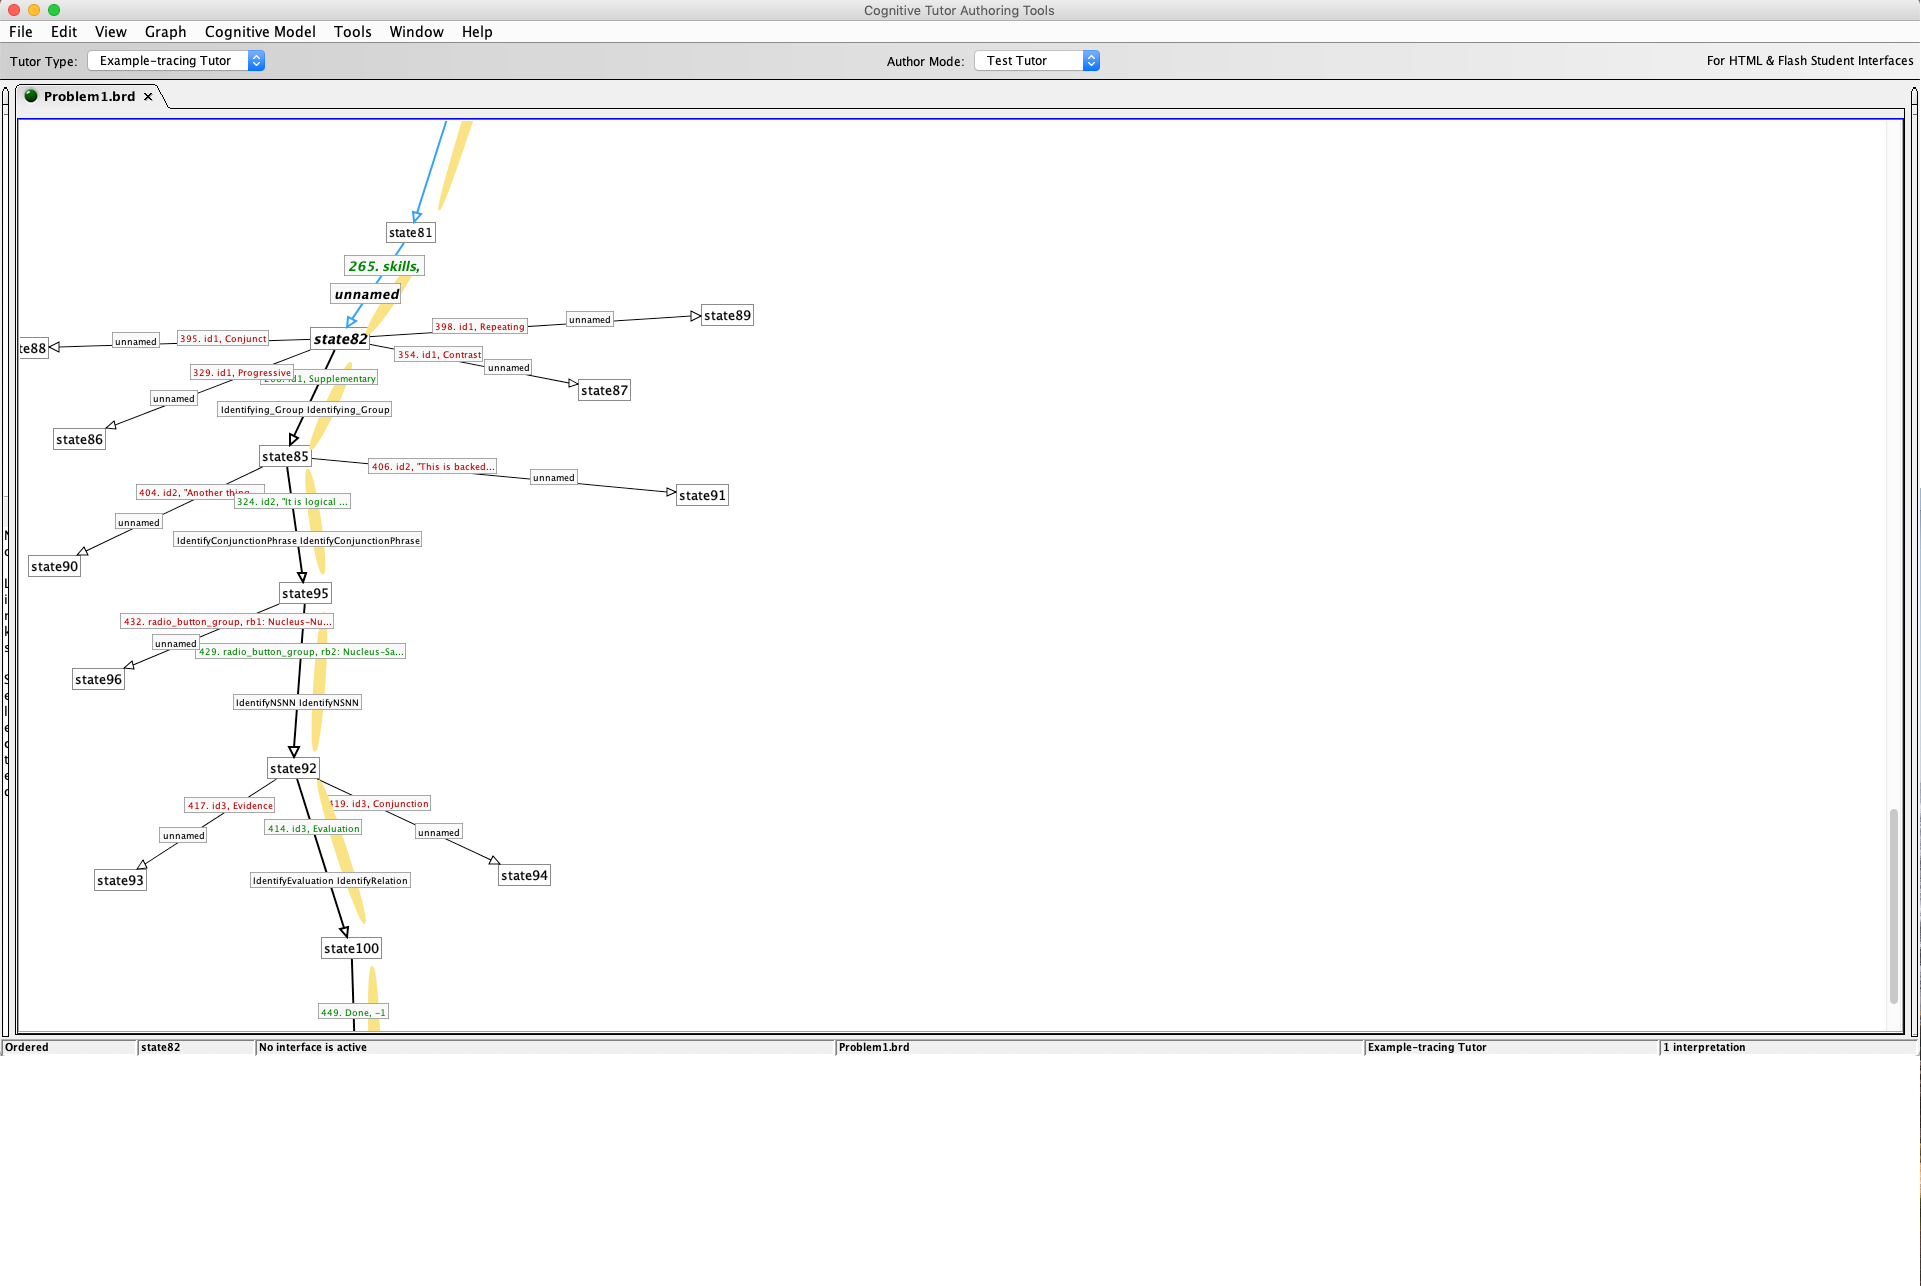 Cognitive Tutor Authoring Tools
File Edit View Graph Cognitive Model Tools Window Help
Tutor Type: Example-tracing Tutor Author Mode: Test Tutor For HTML & Flash Student Interfaces
Problem1.brd
state81
265. skills,
unnamed
state89
398. id1, Repeating
unnamed
te88
unnamed
395. id1, Conjunct
state82
354. id1, Contrast
unnamed
state87
329. id1, Progressive
id1, Supplementary
unnamed
Identifying_Group Identifying_Group
state86
state85
406. id2, "This is backed...
unnamed
state91
404. id2, "Another
324. id2, "It is logical ...
unnamed
IdentifyConjunctionPhrase IdentifyConjunctionPhrase
state90
state95
432. radio_button_group, rb1: Nucleus-Nu...
unnamed
429. radio_button_group, rb2: Nucleus-Sa...
state96
IdentifyNSNN IdentifyNSNN
state92
417. id3, Evidence
419. id3, Conjunction
414. id3, Evaluation
unnamed
unnamed
state93
IdentifyEvaluation IdentifyRelation
state94
state100
449. Done, -1
Ordered state82 No interface is active Problem1.brd Example-tracing Tutor 1 interpretation